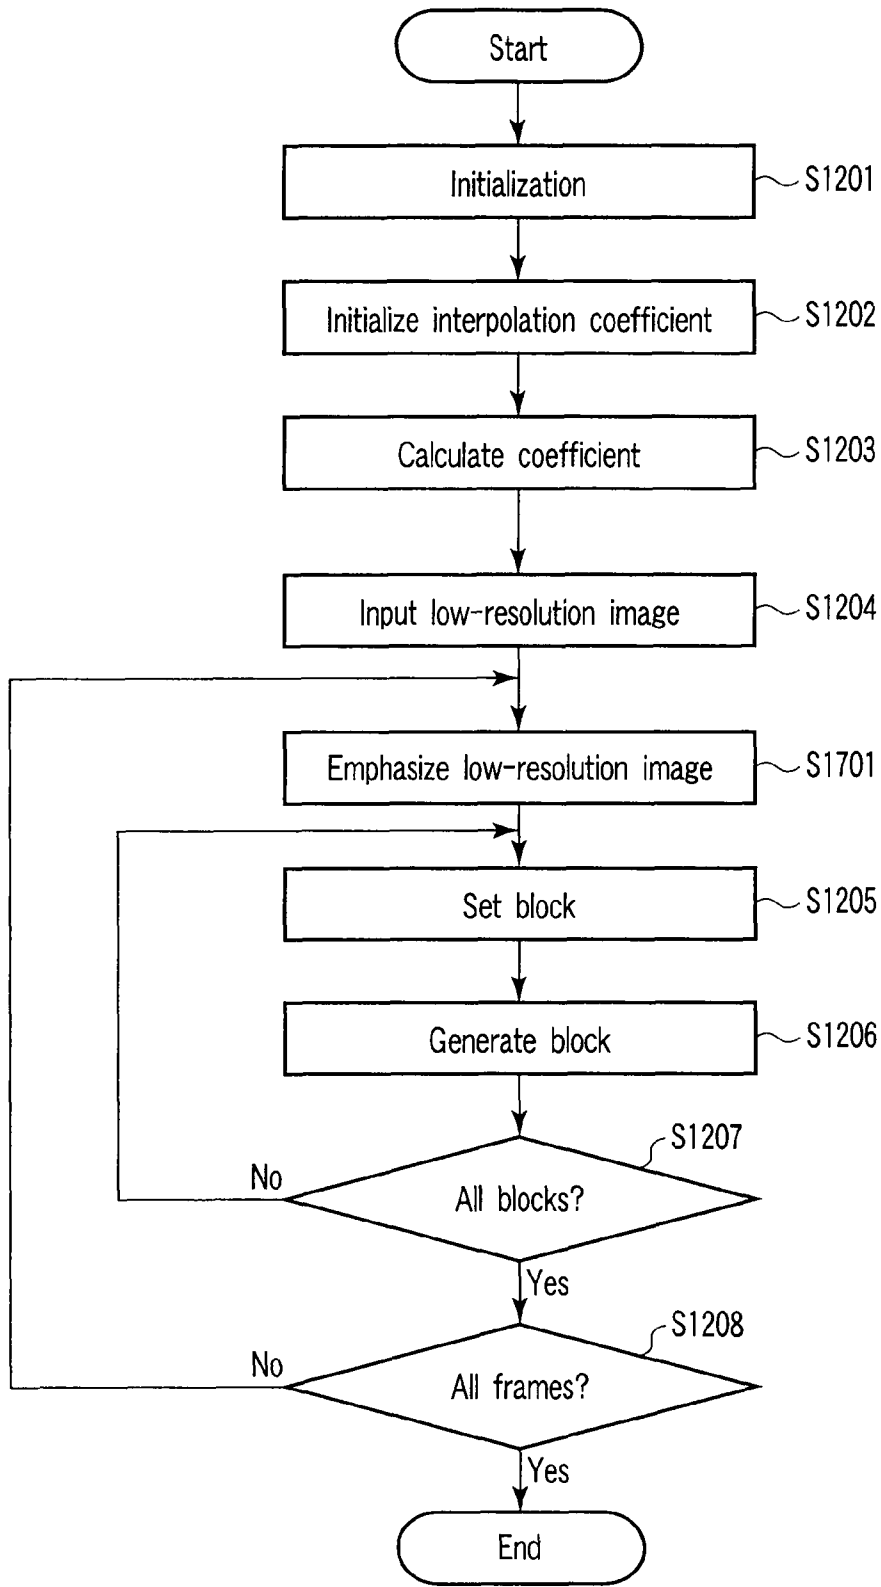 Start
Initialization
S1201
Initialize interpolation coefficient
S1202
Calculate coefficient
S1203
Input low-resolution image
S1204
Emphasize low-resolution image
S1701
Set block
S1205
Generate block
S1206
S1207
No
All blocks?
Yes
S1208
No
All frames?
Yes
End